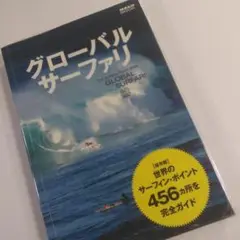 グローバル
サーファリ
GLOBAL
SURFARI
[保存版]
世界の
サーフィン・ポイント
456カ所を
完全ガイド